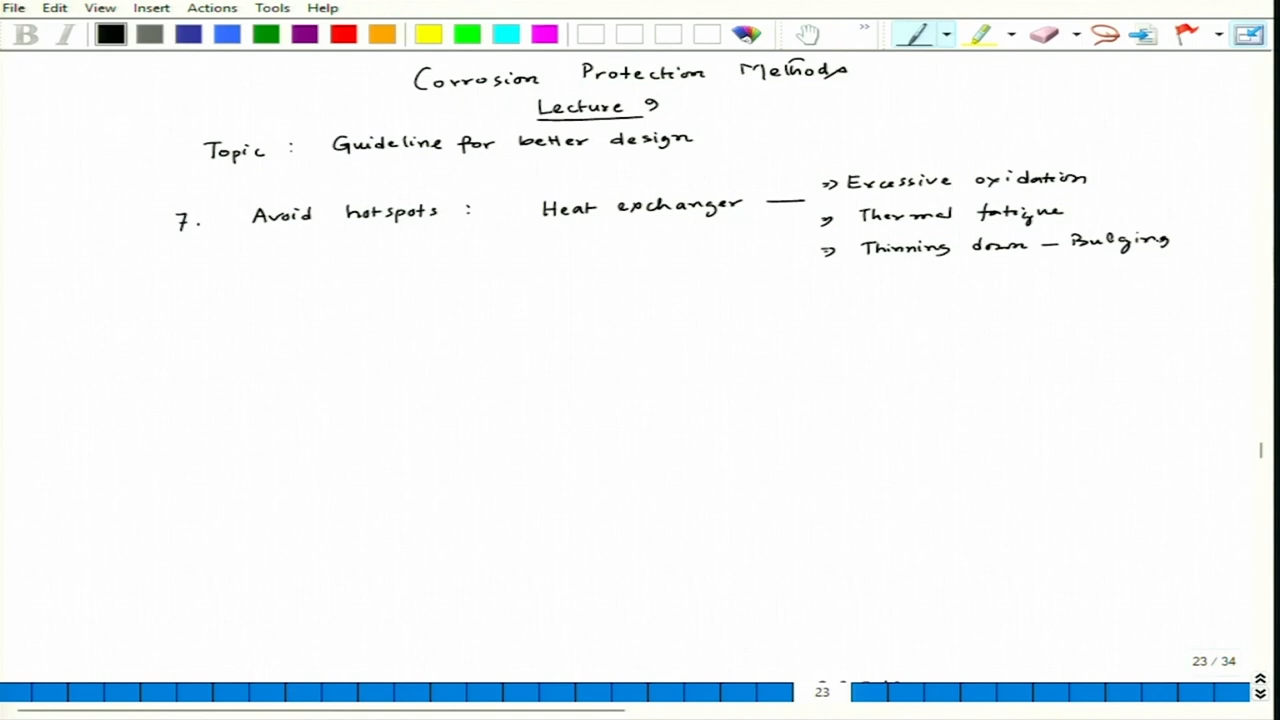 File Edit View Insert Actions Tools Help
B I
Corrosion Protection Methods
Lecture 9
Topic : Guideline for better design
⇒ Excessive oxidation
7. Avoid hotspots : Heat exchanger — ⇒ Thermal fatigue
⇒ Thinning down — Bulging
23 / 34
23